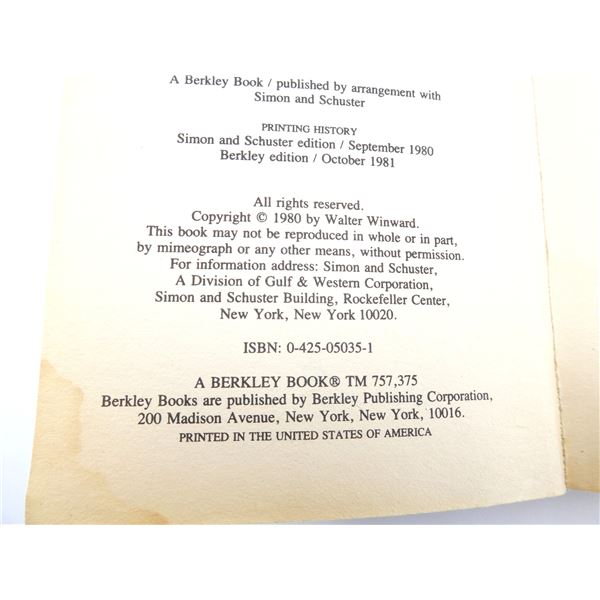 A Berkley Book / published by arrangement with
Simon and Schuster
PRINTING HISTORY
Simon and Schuster edition / September 1980
Berkley edition / October 1981
All rights reserved.
Copyright © 1980 by Walter Winward.
This book may not be reproduced in whole or in part,
by mimeograph or any other means, without permission.
For information address: Simon and Schuster,
A Division of Gulf & Western Corporation,
Simon and Schuster Building, Rockefeller Center,
New York, New York 10020.
ISBN: 0-425-05035-1
A BERKLEY BOOK® TM 757,375
Berkley Books are published by Berkley Publishing Corporation,
200 Madison Avenue, New York, New York, 10016.
PRINTED IN THE UNITED STATES OF AMERICA